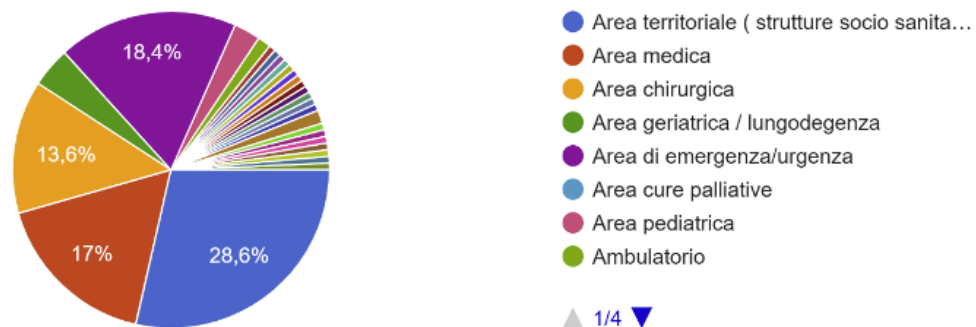 18,4%
13,6%
17%
28,6%
Area territoriale ( strutture socio sanita…
Area medica
Area chirurgica
Area geriatrica / lungodegenza
Area di emergenza/urgenza
Area cure palliative
Area pediatrica
Ambulatorio
1/4